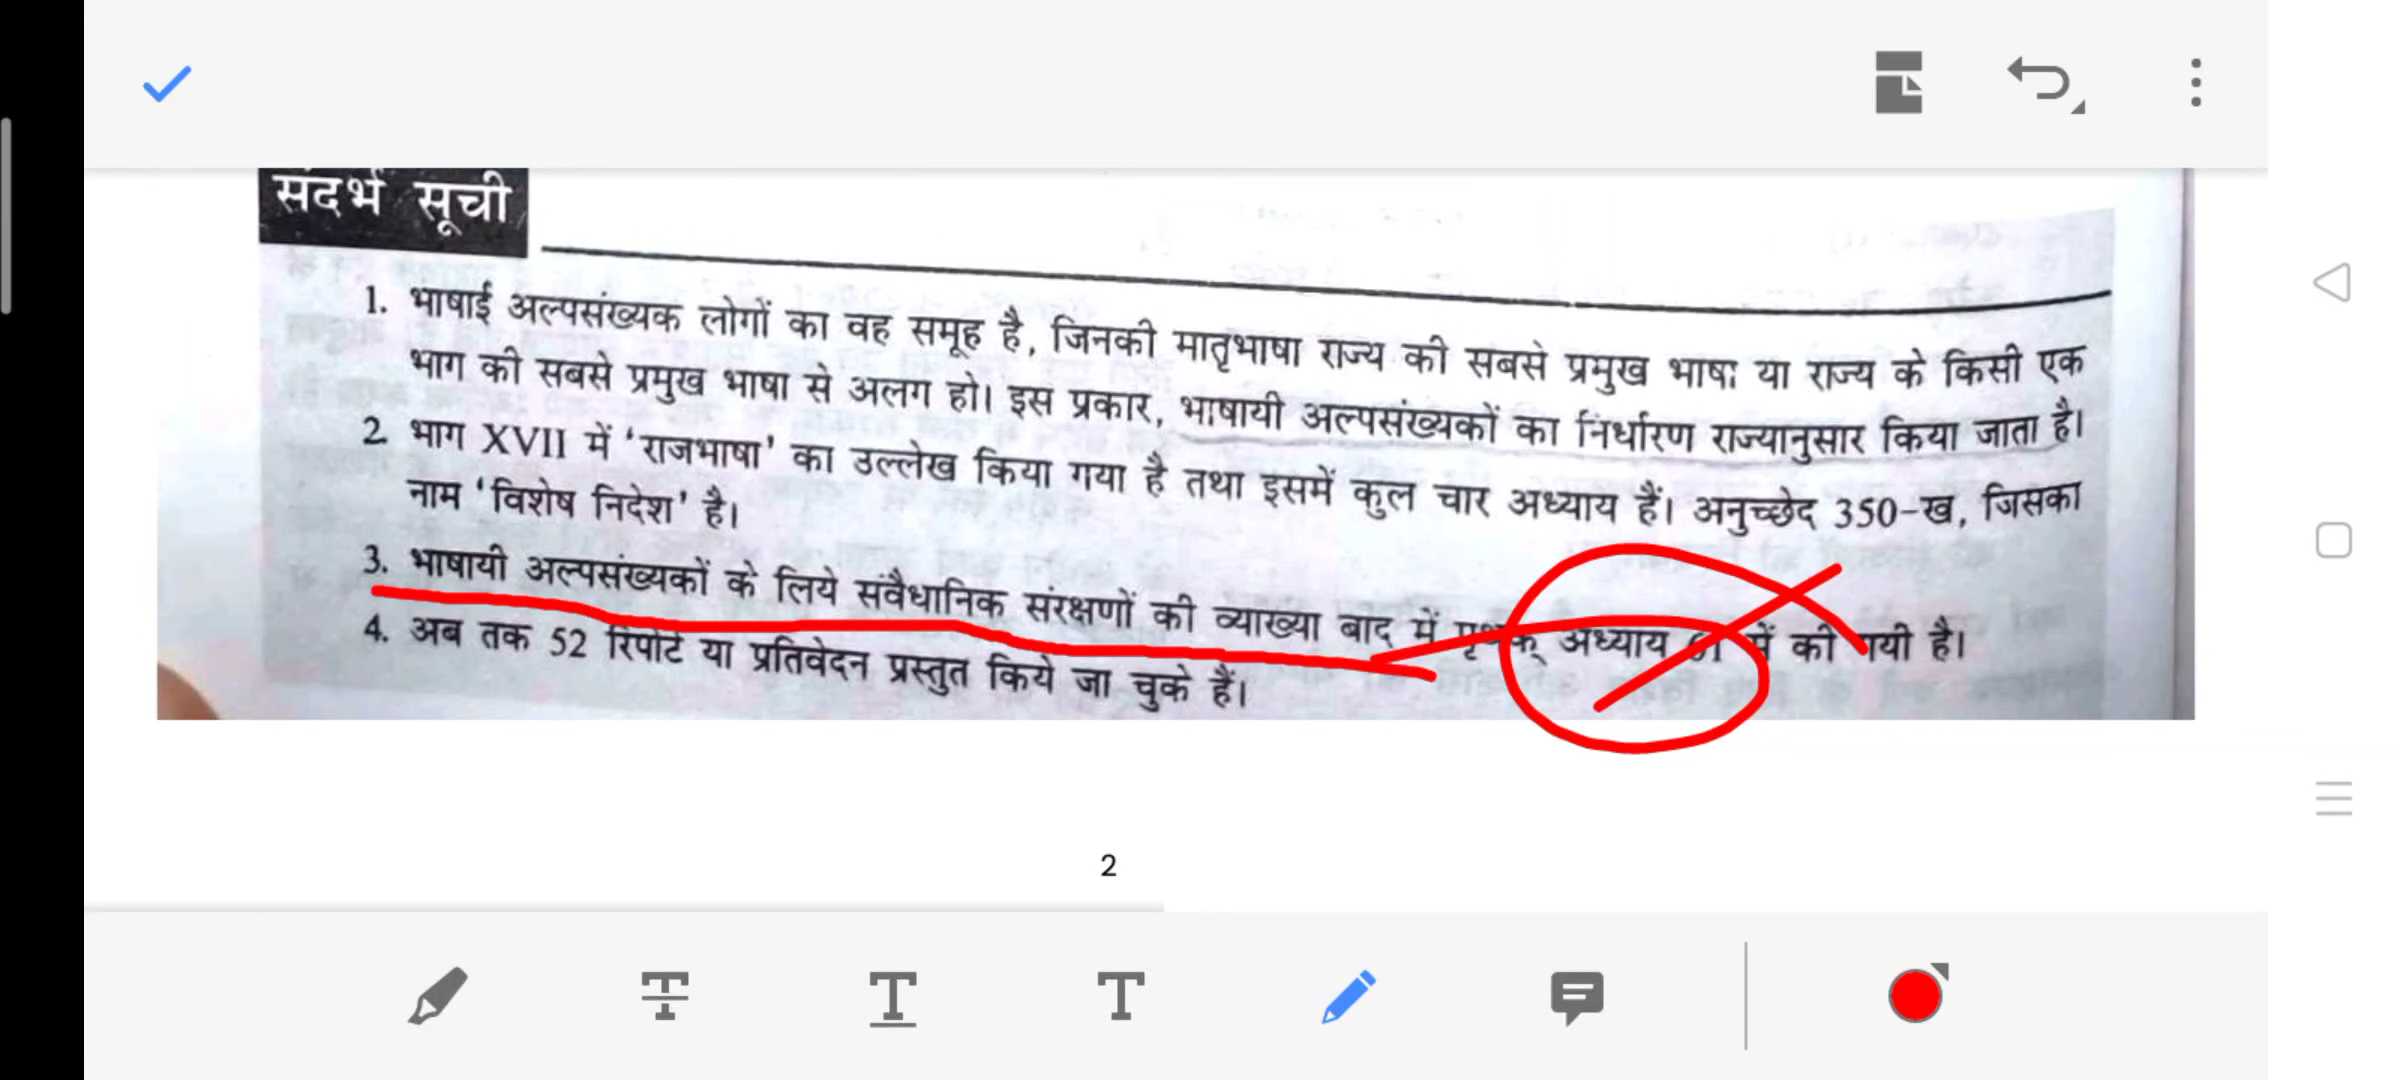 संदर्भ सूची
1. भाषाई अल्पसंख्यक लोगों का वह समूह है, जिनकी मातृभाषा राज्य की सबसे प्रमुख भाषा या राज्य के किसी एक
भाग की सबसे प्रमुख भाषा से अलग हो। इस प्रकार, भाषायी अल्पसंख्यकों का निर्धारण राज्यानुसार किया जाता है।
2. भाग XVII में ‘राजभाषा’ का उल्लेख किया गया है तथा इसमें कुल चार अध्याय हैं। अनुच्छेद 350-ख, जिसका
नाम ‘विशेष निदेश’ है।
3. भाषायी अल्पसंख्यकों के लिये संवैधानिक संरक्षणों की व्याख्या बाद में पृथक् अध्याय 61 में की गयी है।
4. अब तक 52 रिपोर्ट या प्रतिवेदन प्रस्तुत किये जा चुके हैं।
2